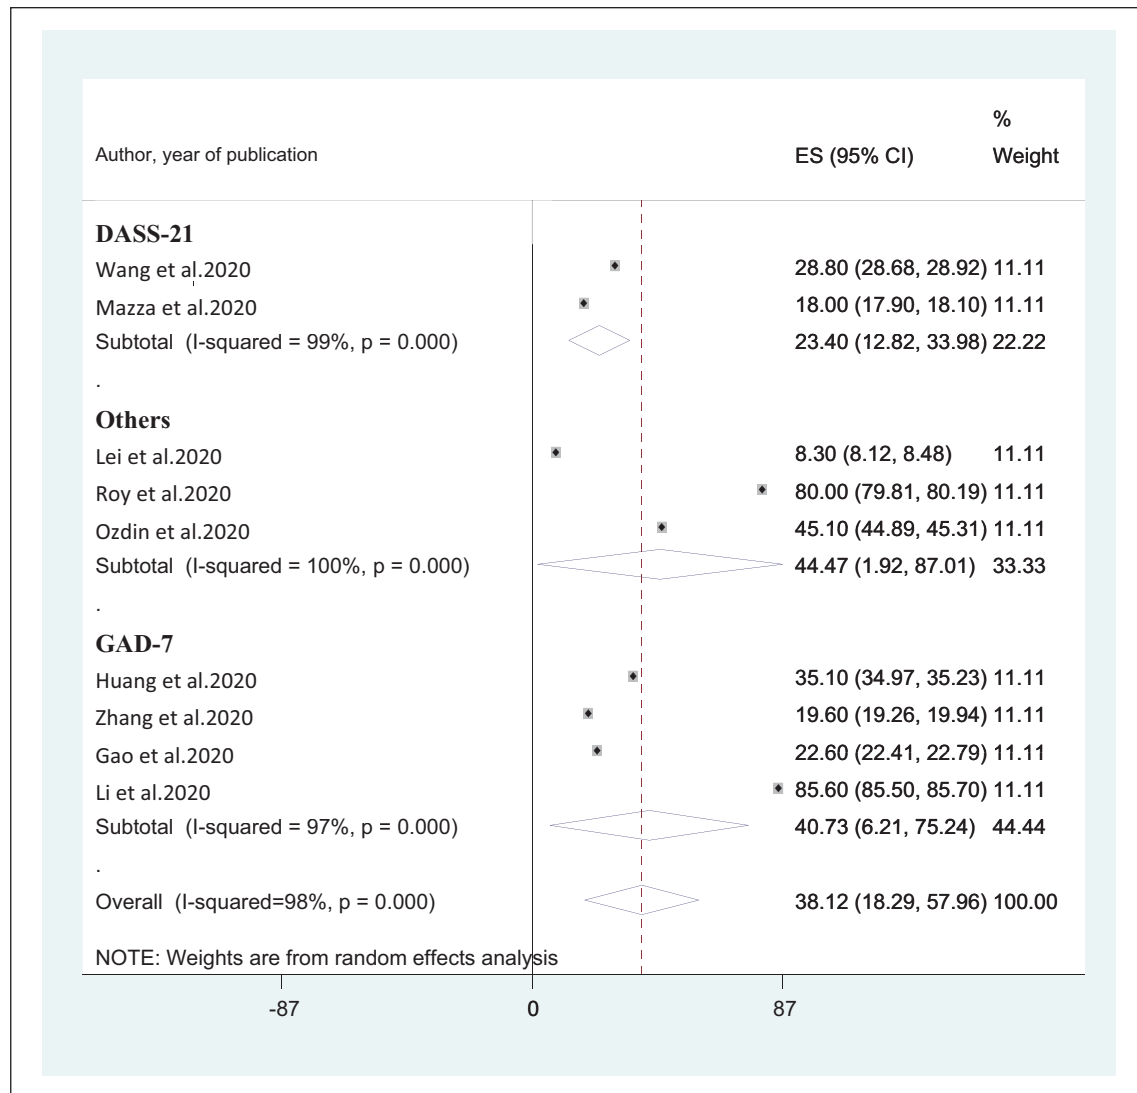 %
Author, year of publication ES (95% CI) Weight
DASS-21
Wang et al.2020 28.80 (28.68, 28.92) 11.11
Mazza et al.2020 18.00 (17.90, 18.10) 11.11
Subtotal (I-squared = 99%, p = 0.000) 23.40 (12.82, 33.98) 22.22
.
Others
Lei et al.2020 8.30 (8.12, 8.48) 11.11
Roy et al.2020 80.00 (79.81, 80.19) 11.11
Ozdin et al.2020 45.10 (44.89, 45.31) 11.11
Subtotal (I-squared = 100%, p = 0.000) 44.47 (1.92, 87.01) 33.33
.
GAD-7
Huang et al.2020 35.10 (34.97, 35.23) 11.11
Zhang et al.2020 19.60 (19.26, 19.94) 11.11
Gao et al.2020 22.60 (22.41, 22.79) 11.11
Li et al.2020 85.60 (85.50, 85.70) 11.11
Subtotal (I-squared = 97%, p = 0.000) 40.73 (6.21, 75.24) 44.44
.
Overall (I-squared=98%, p = 0.000) 38.12 (18.29, 57.96) 100.00
NOTE: Weights are from random effects analysis
-87 0 87